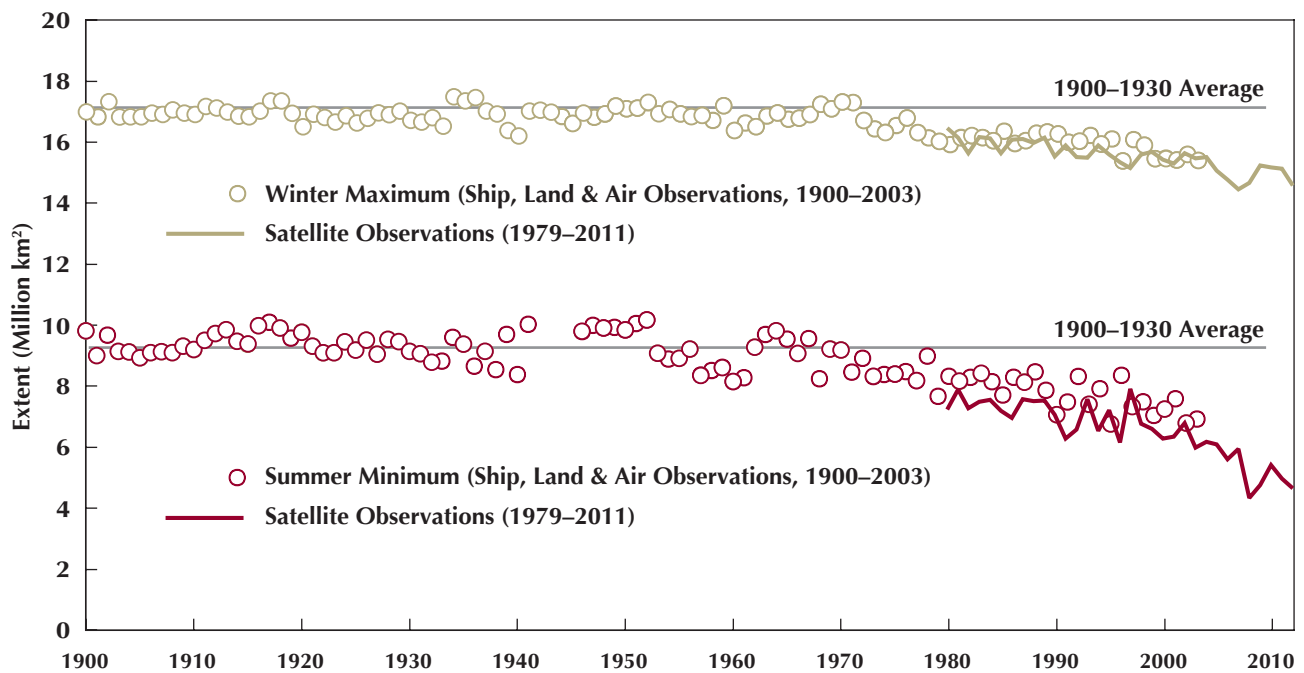 20
18
16
14
12
10
8
6
4
2
0
Extent (Million km²)
1900–1930 Average
Winter Maximum (Ship, Land & Air Observations, 1900–2003)
Satellite Observations (1979–2011)
1900–1930 Average
Summer Minimum (Ship, Land & Air Observations, 1900–2003)
Satellite Observations (1979–2011)
1900 1910 1920 1930 1940 1950 1960 1970 1980 1990 2000 2010